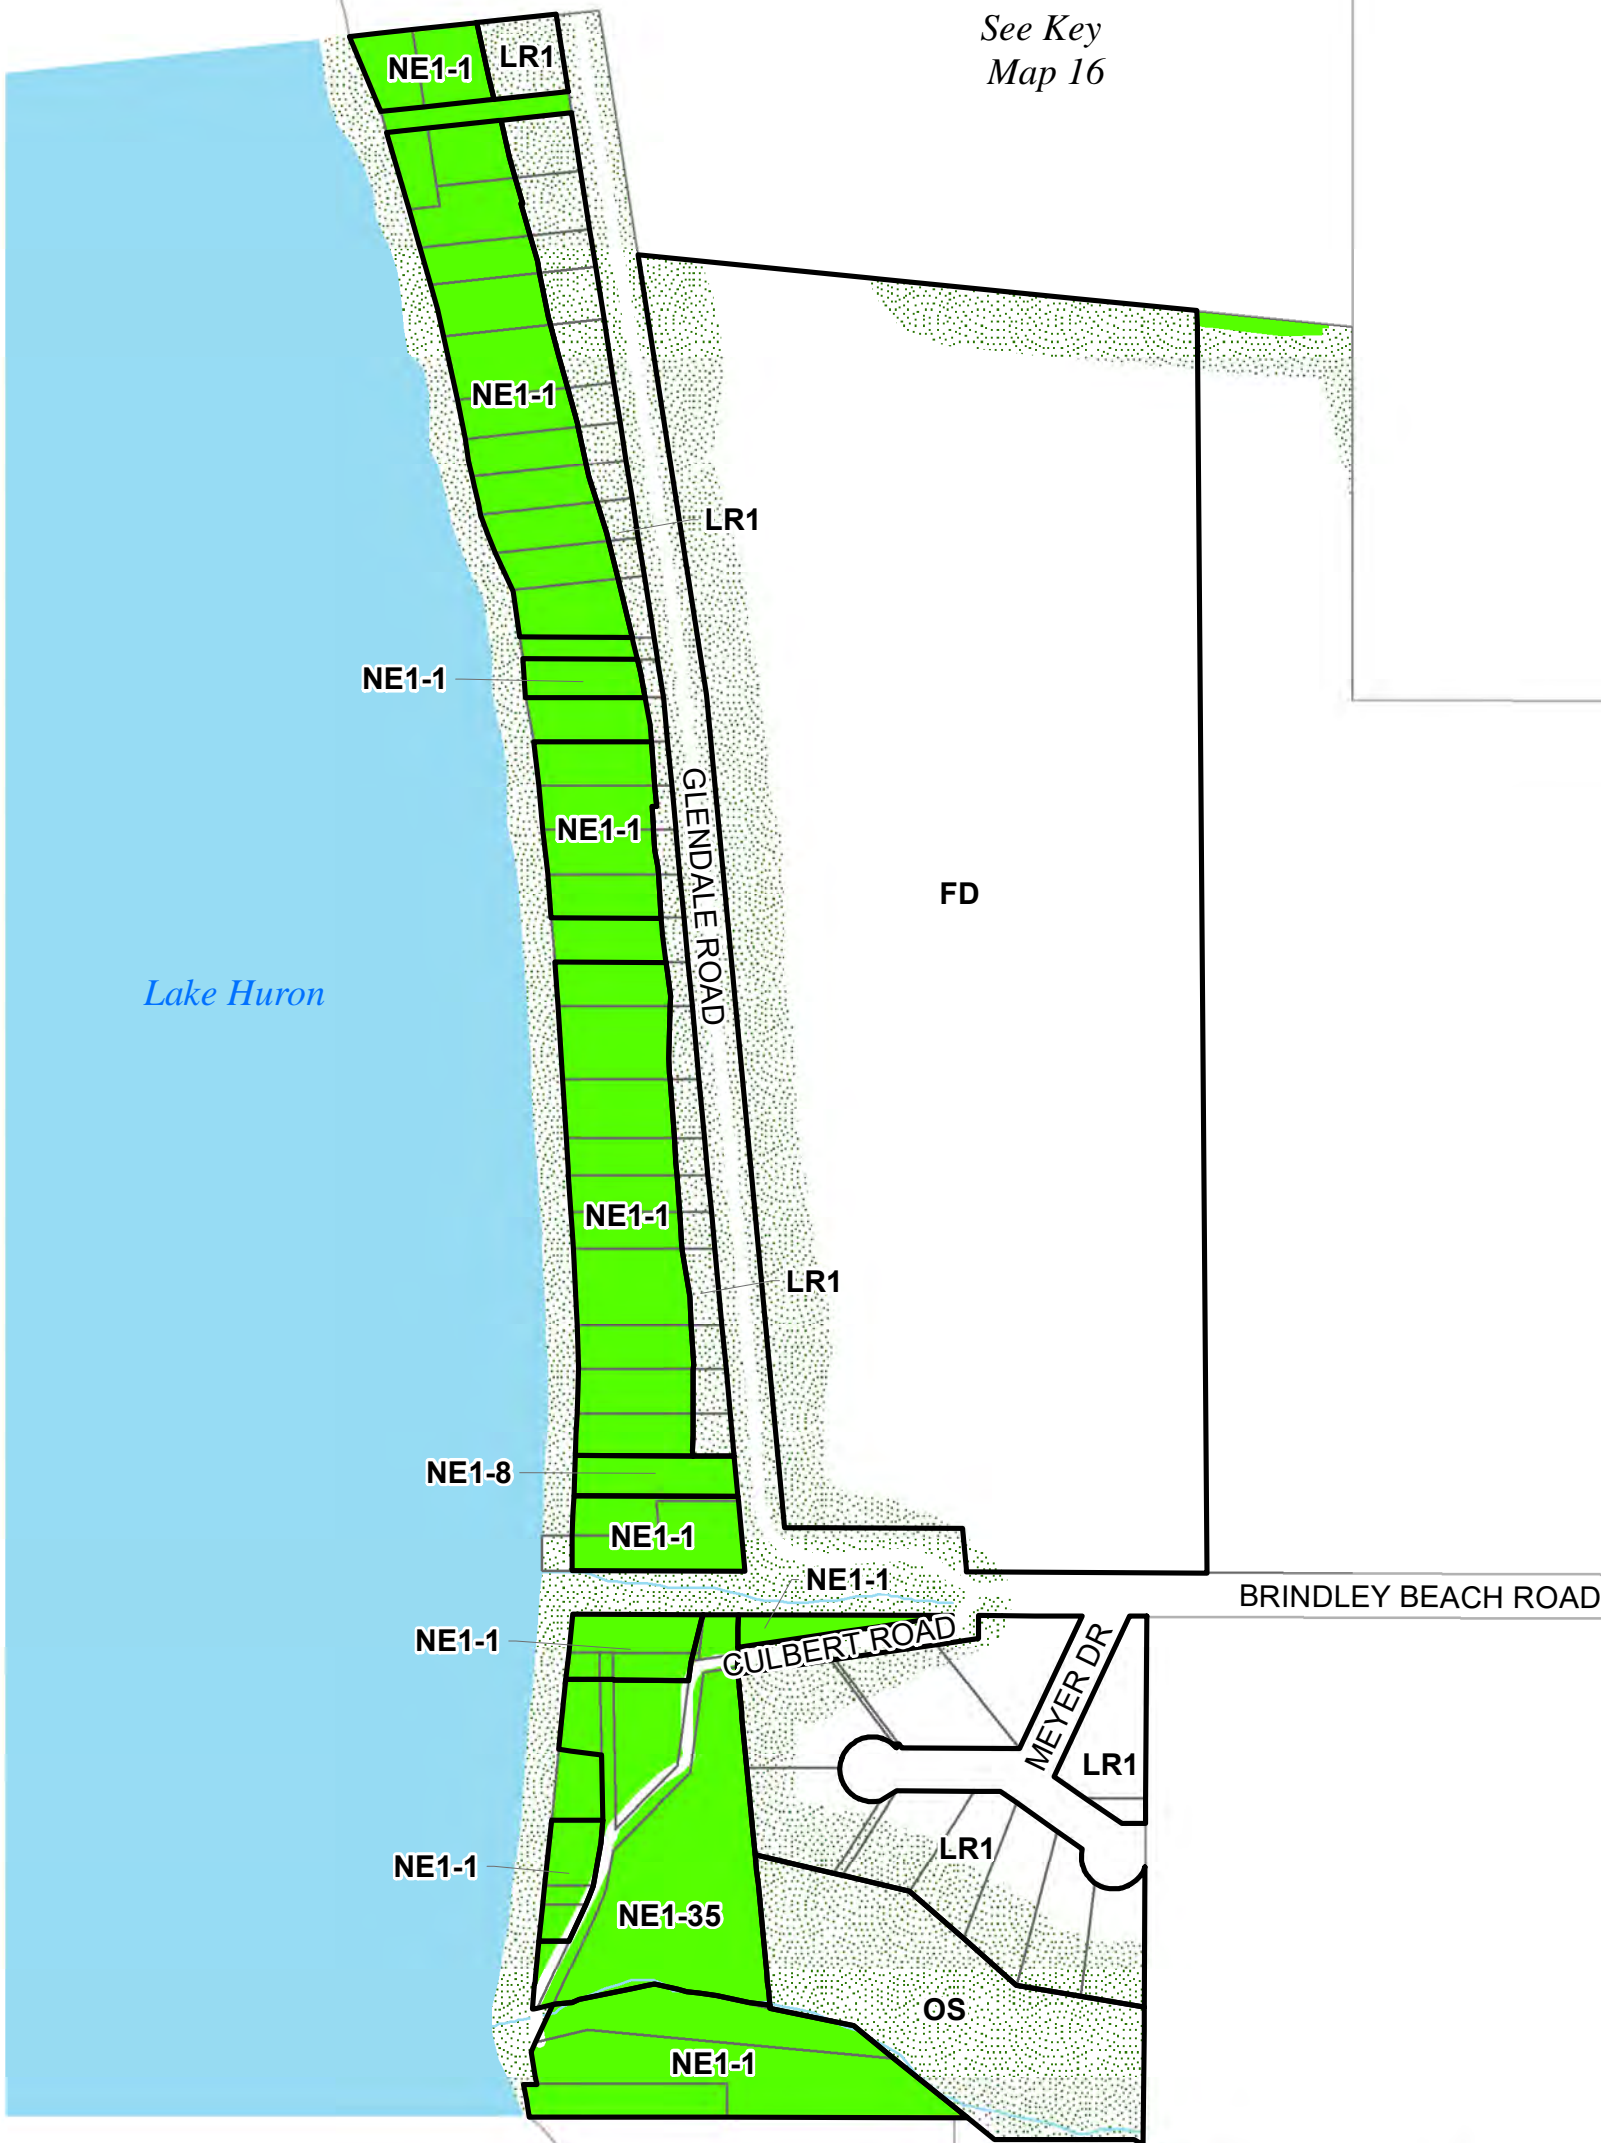 See Key
Map 16
NE1-1
LR1
NE1-1
LR1
NE1-1
GLENDALE ROAD
NE1-1
FD
Lake Huron
NE1-1
LR1
NE1-8
NE1-1
NE1-1
BRINDLEY BEACH ROAD
NE1-1
CULBERT ROAD
MEYER DR
LR1
LR1
NE1-1
NE1-35
OS
NE1-1